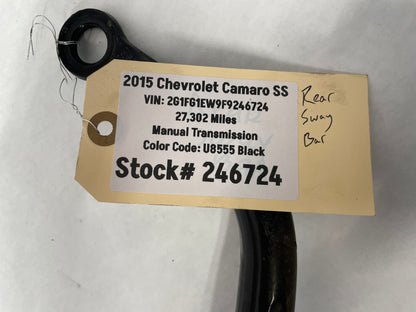 2015 Chevrolet Camaro SS
VIN: 2G1FG1EW9F9246724
27,302 Miles
Manual Transmission
Color Code: U8555 Black
Stock# 246724
Rear
Sway
Bar